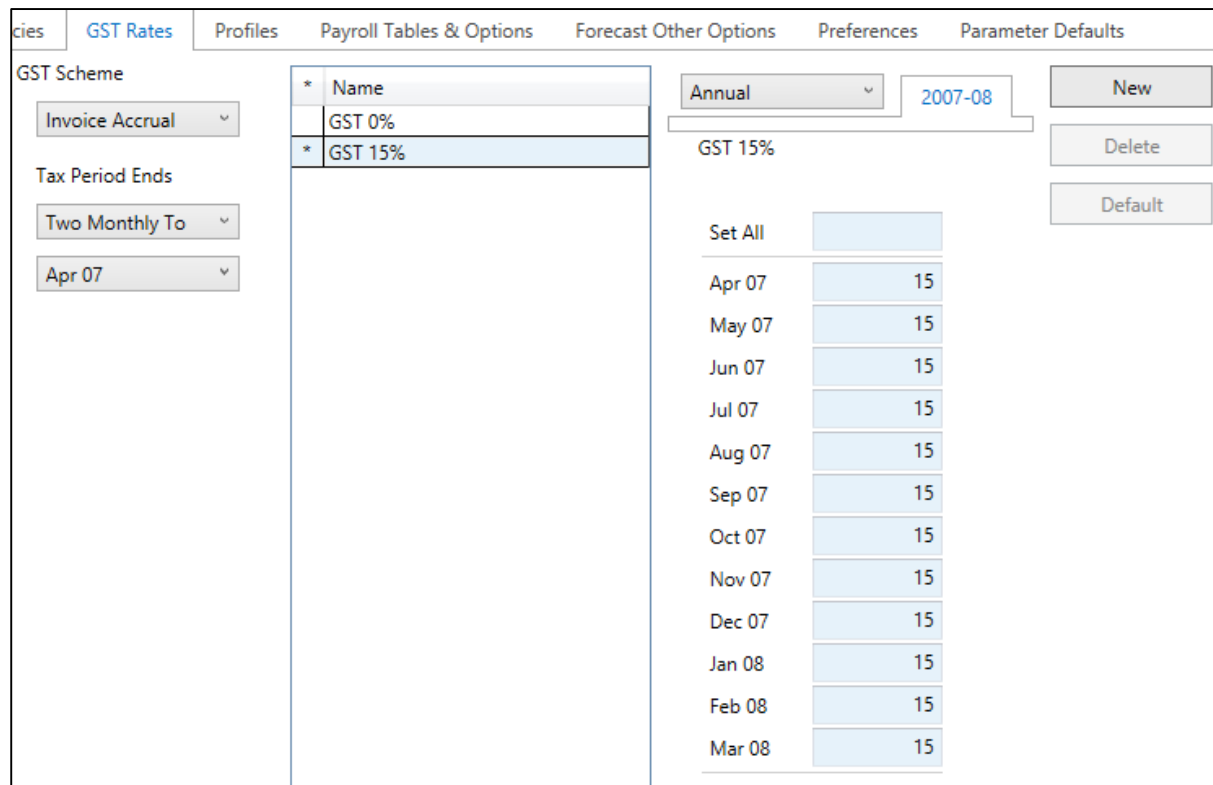 cies GST Rates Profiles Payroll Tables & Options Forecast Other Options Preferences Parameter Defaults
GST Scheme
Invoice Accrual
Tax Period Ends
Two Monthly To
Apr 07
* Name
GST 0%
* GST 15%
Annual 2007-08
GST 15%
Set All
Apr 07 15
May 07 15
Jun 07 15
Jul 07 15
Aug 07 15
Sep 07 15
Oct 07 15
Nov 07 15
Dec 07 15
Jan 08 15
Feb 08 15
Mar 08 15
New
Delete
Default